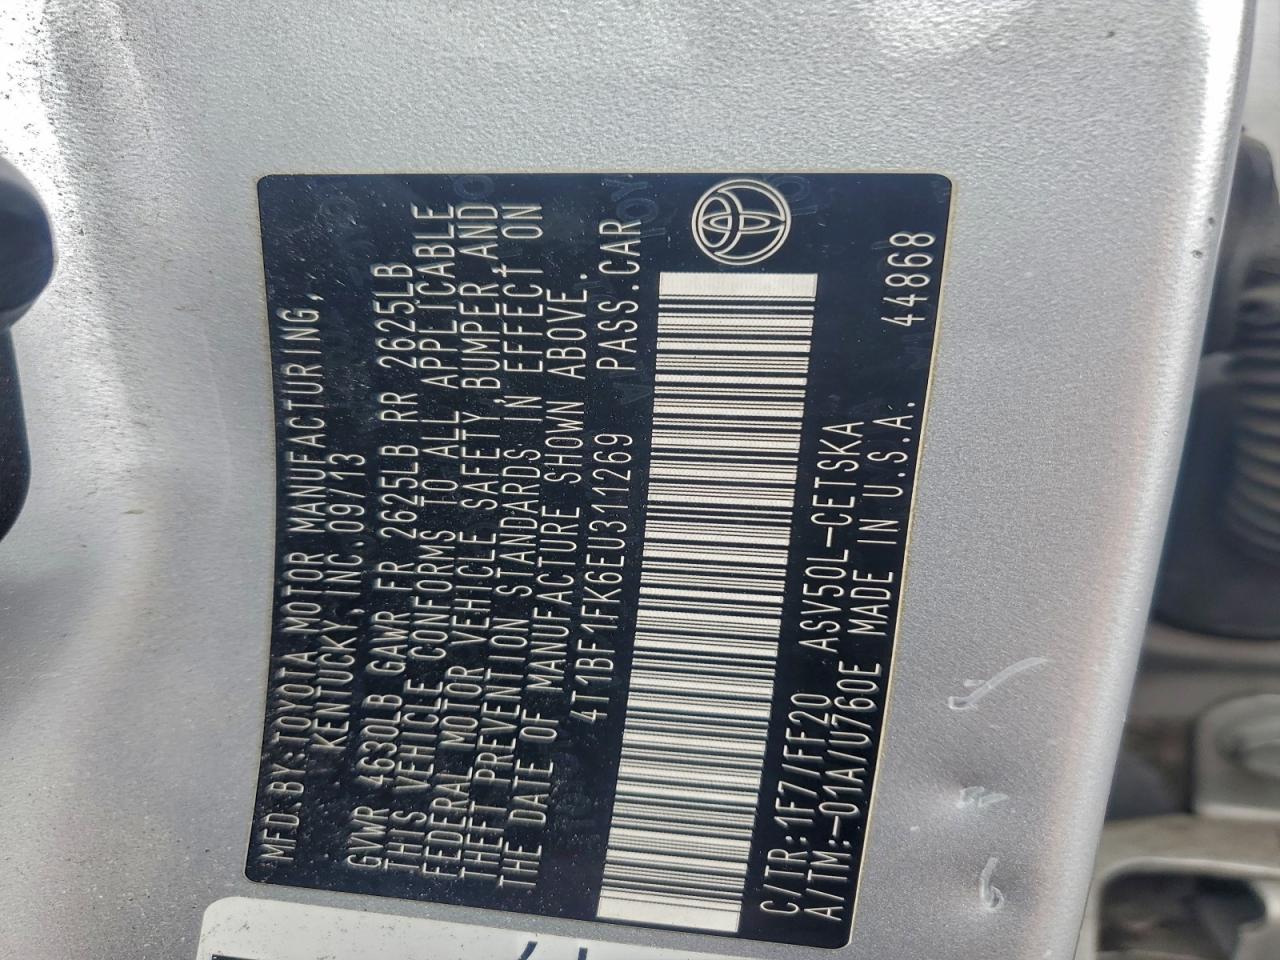 MFD.BY:TOYOTA MOTOR MANUFACTURING,
KENTUCKY, INC.09/13
GWR 4630LB GAWR FR 2625LB RR 2625LB
THIS VEHICLE CONFORMS TO ALL APPLICABLE
FEDERAL MOTOR VEHICLE SAFETY,BUMPER,AND
THEFT PREVENTION STANDARDS IN EFFECT ON
THE DATE OF MANUFACTURE SHOWN ABOVE.
4T1BF1FK6EU311269 PASS.CAR
C/TR:1F7/FF20 ASV50L-CETSKA
A/TM:-01A/U760E MADE IN U.S.A.
44868